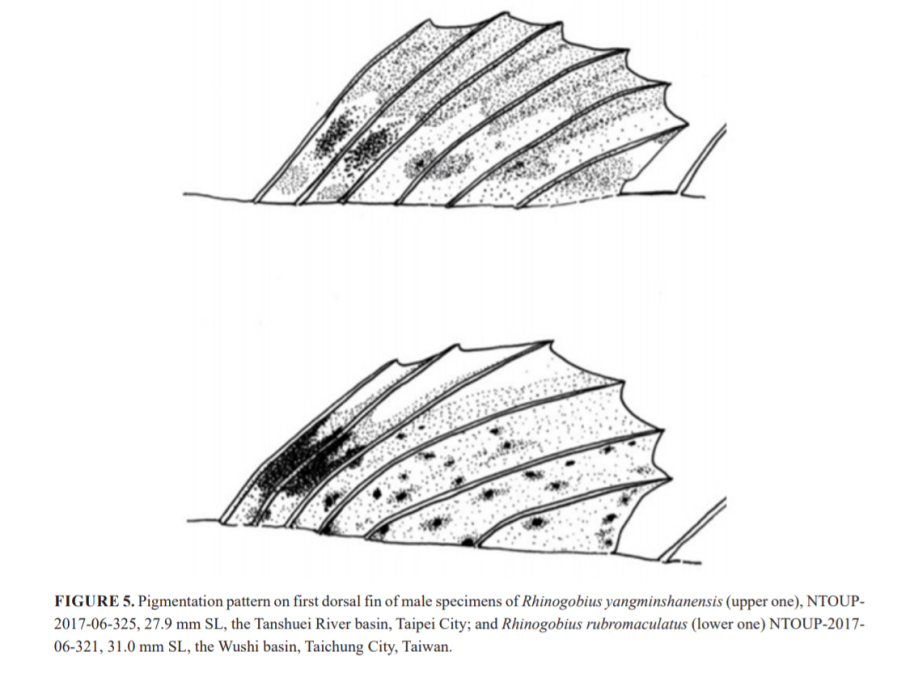 FIGURE 5. Pigmentation pattern on first dorsal fin of male specimens of Rhinogobius yangminshanensis (upper one), NTOUP-
2017-06-325, 27.9 mm SL, the Tanshuei River basin, Taipei City; and Rhinogobius rubromaculatus (lower one) NTOUP-2017-
06-321, 31.0 mm SL, the Wushi basin, Taichung City, Taiwan.